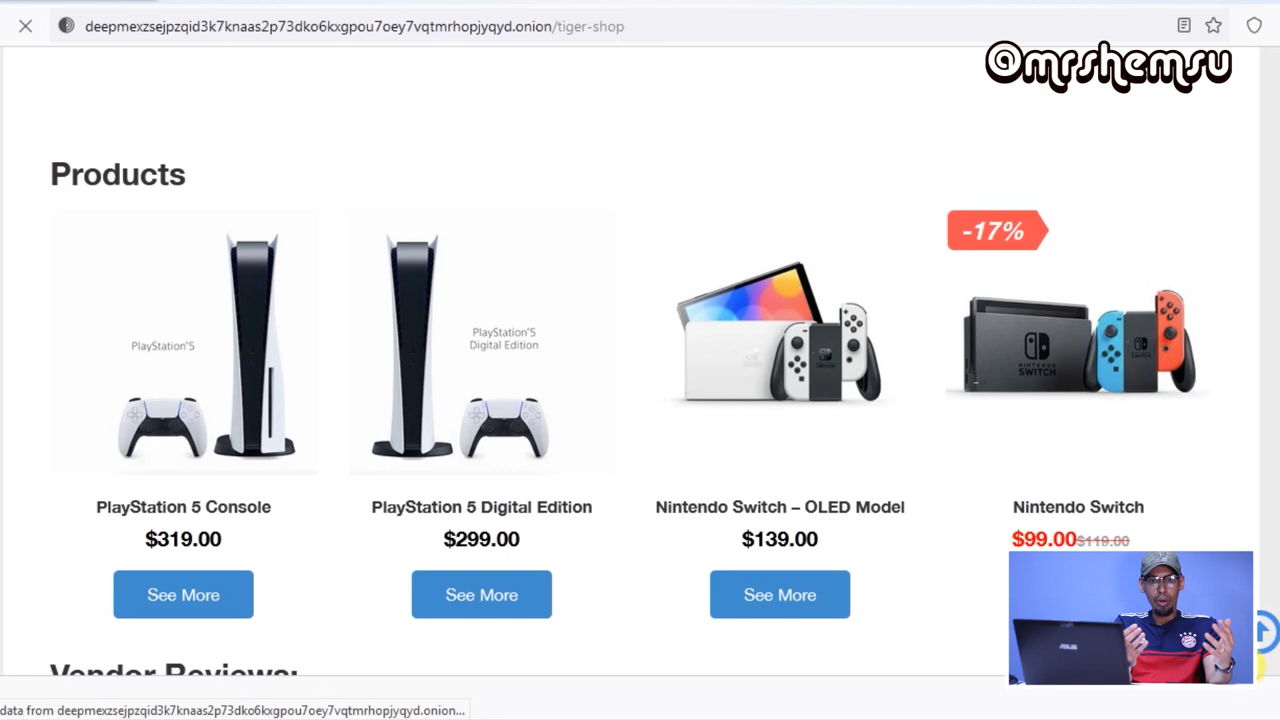 deepmexzsejpzqid3k7knaas2p73dko6kxgpou7oey7vqtmrhopjyqyd.onion/tiger-shop
@mrshemsu
Products
-17%
PlayStation°5
PlayStation°5
Digital Edition
NINTENDO
SWITCH
PlayStation 5 Console
PlayStation 5 Digital Edition
Nintendo Switch – OLED Model
Nintendo Switch
$319.00
$299.00
$139.00
$99.00 $119.00
See More
See More
See More
ASUS
Vendor Reviews:
data from deepmexzsejpzqid3k7knaas2p73dko6kxgpou7oey7vqtmrhopjyqyd.onion...